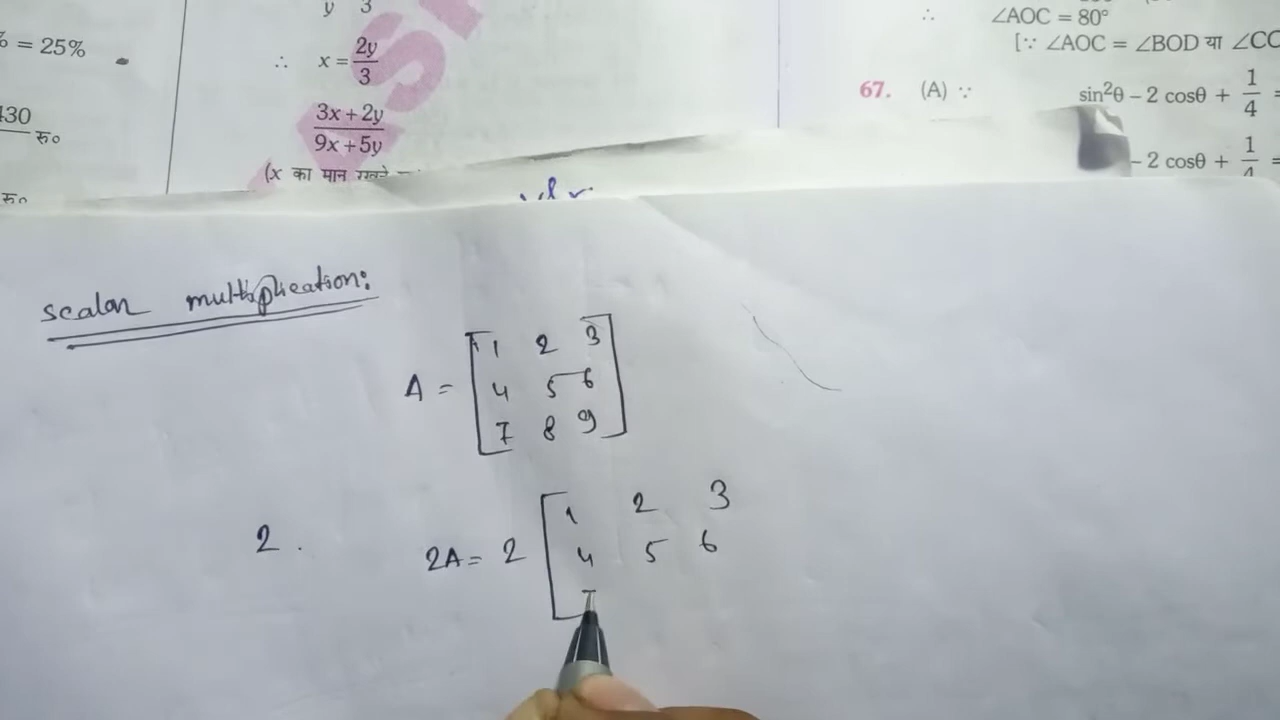 y 3
% = 25%
∴ x = 2y/3
430 रु०
3x + 2y / 9x + 5y
(x का मान रखने
रु०
∴ ∠AOC = 80°
[∵ ∠AOC = ∠BOD या ∠CO
67. (A) ∵ sin²θ – 2 cosθ + 1/4 =
– 2 cosθ + 1/4 =
scalar multiplication:
A = [ 1 2 3
4 5 6
7 8 9 ]
2 .
2A = 2 [ 1 2 3
4 5 6